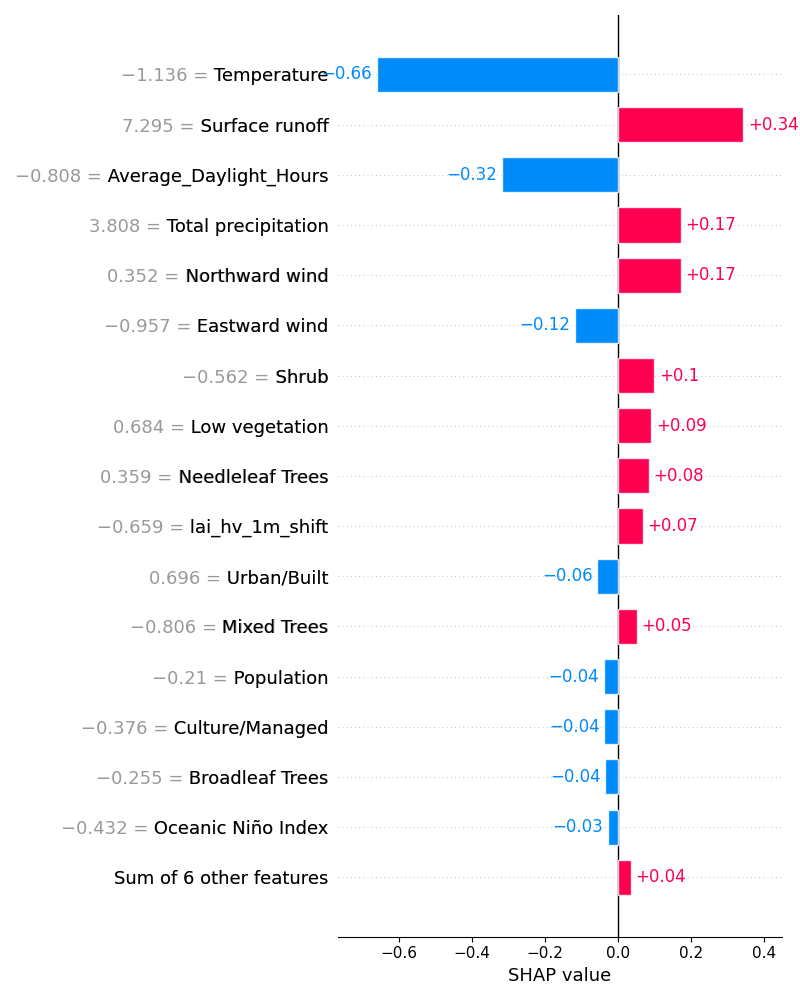 −1.136 = Temperature −0.66
7.295 = Surface runoff +0.34
−0.808 = Average_Daylight_Hours −0.32
3.808 = Total precipitation +0.17
0.352 = Northward wind +0.17
−0.957 = Eastward wind −0.12
−0.562 = Shrub +0.1
0.684 = Low vegetation +0.09
0.359 = Needleleaf Trees +0.08
−0.659 = lai_hv_1m_shift +0.07
0.696 = Urban/Built −0.06
−0.806 = Mixed Trees +0.05
−0.21 = Population −0.04
−0.376 = Culture/Managed −0.04
−0.255 = Broadleaf Trees −0.04
−0.432 = Oceanic Niño Index −0.03
Sum of 6 other features +0.04
−0.6 −0.4 −0.2 0.0 0.2 0.4
SHAP value